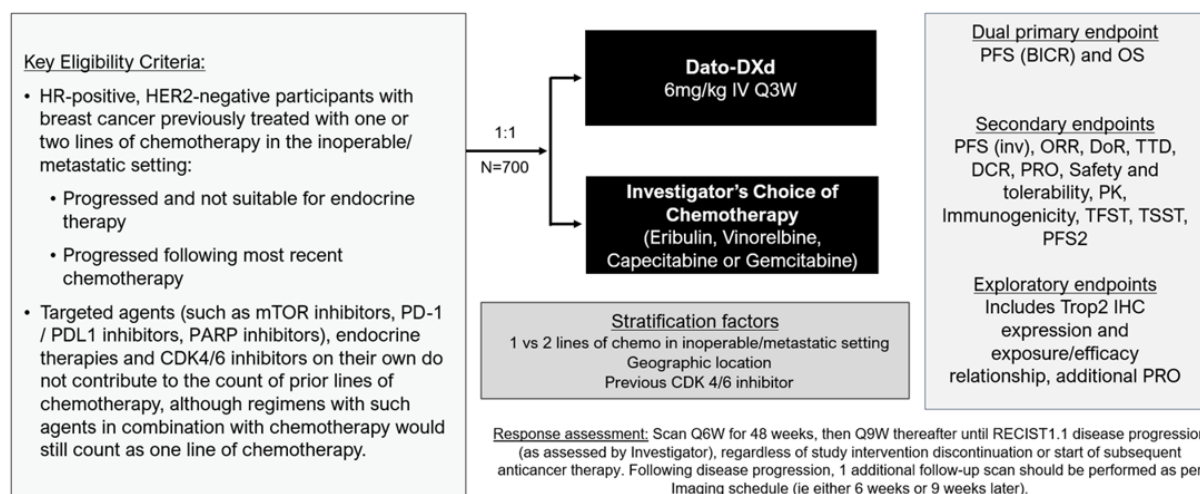 Key Eligibility Criteria:
• HR-positive, HER2-negative participants with
breast cancer previously treated with one or
two lines of chemotherapy in the inoperable/
metastatic setting:
• Progressed and not suitable for endocrine
therapy
• Progressed following most recent
chemotherapy
• Targeted agents (such as mTOR inhibitors, PD-1
/ PDL1 inhibitors, PARP inhibitors), endocrine
therapies and CDK4/6 inhibitors on their own do
not contribute to the count of prior lines of
chemotherapy, although regimens with such
agents in combination with chemotherapy would
still count as one line of chemotherapy.
1:1
N=700
Dato-DXd
6mg/kg IV Q3W
Investigator's Choice of
Chemotherapy
(Eribulin, Vinorelbine,
Capecitabine or Gemcitabine)
Stratification factors
1 vs 2 lines of chemo in inoperable/metastatic setting
Geographic location
Previous CDK 4/6 inhibitor
Dual primary endpoint
PFS (BICR) and OS
Secondary endpoints
PFS (inv), ORR, DoR, TTD,
DCR, PRO, Safety and
tolerability, PK,
Immunogenicity, TFST, TSST,
PFS2
Exploratory endpoints
Includes Trop2 IHC
expression and
exposure/efficacy
relationship, additional PRO
Response assessment: Scan Q6W for 48 weeks, then Q9W thereafter until RECIST1.1 disease progression
(as assessed by Investigator), regardless of study intervention discontinuation or start of subsequent
anticancer therapy. Following disease progression, 1 additional follow-up scan should be performed as per
Imaging schedule (ie either 6 weeks or 9 weeks later).